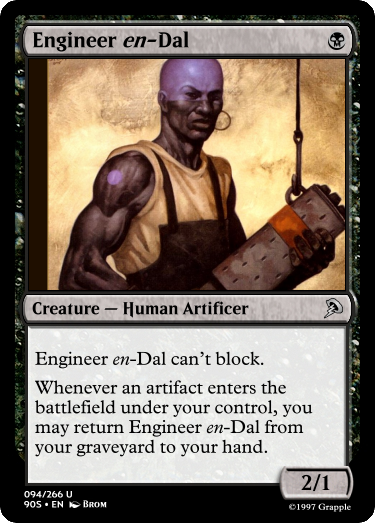 Engineer en-Dal
Creature — Human Artificer
Engineer en-Dal can't block.
Whenever an artifact enters the
battlefield under your control, you
may return Engineer en-Dal from
your graveyard to your hand.
2/1
094/266 U
90S • EN Brom
©1997 Grapple